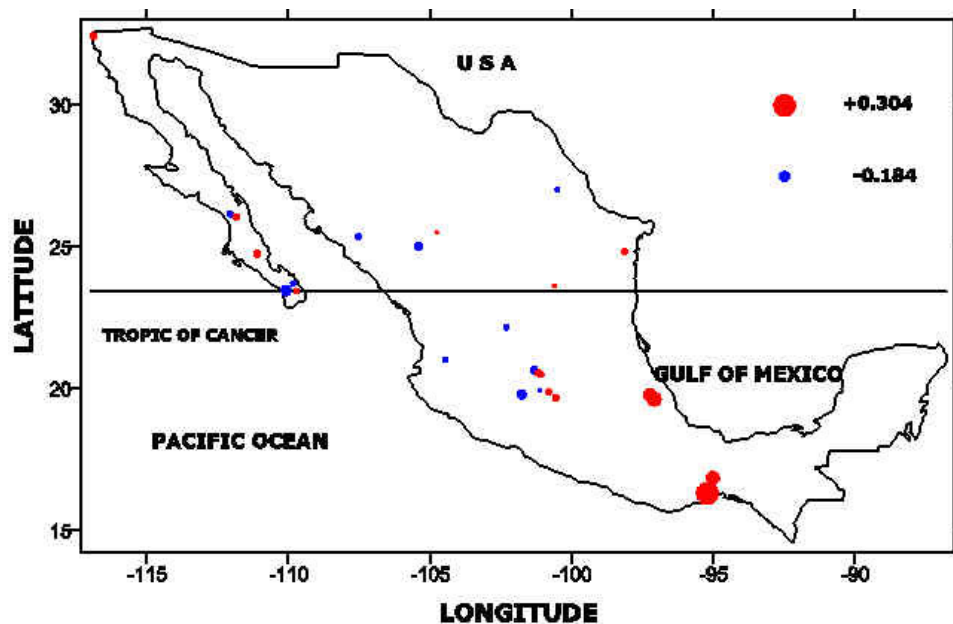 U S A
+0.304
-0.184
30
25
20
15
LATITUDE
TROPIC OF CANCER
GULF OF MEXICO
PACIFIC OCEAN
-115 -110 -105 -100 -95 -90
LONGITUDE